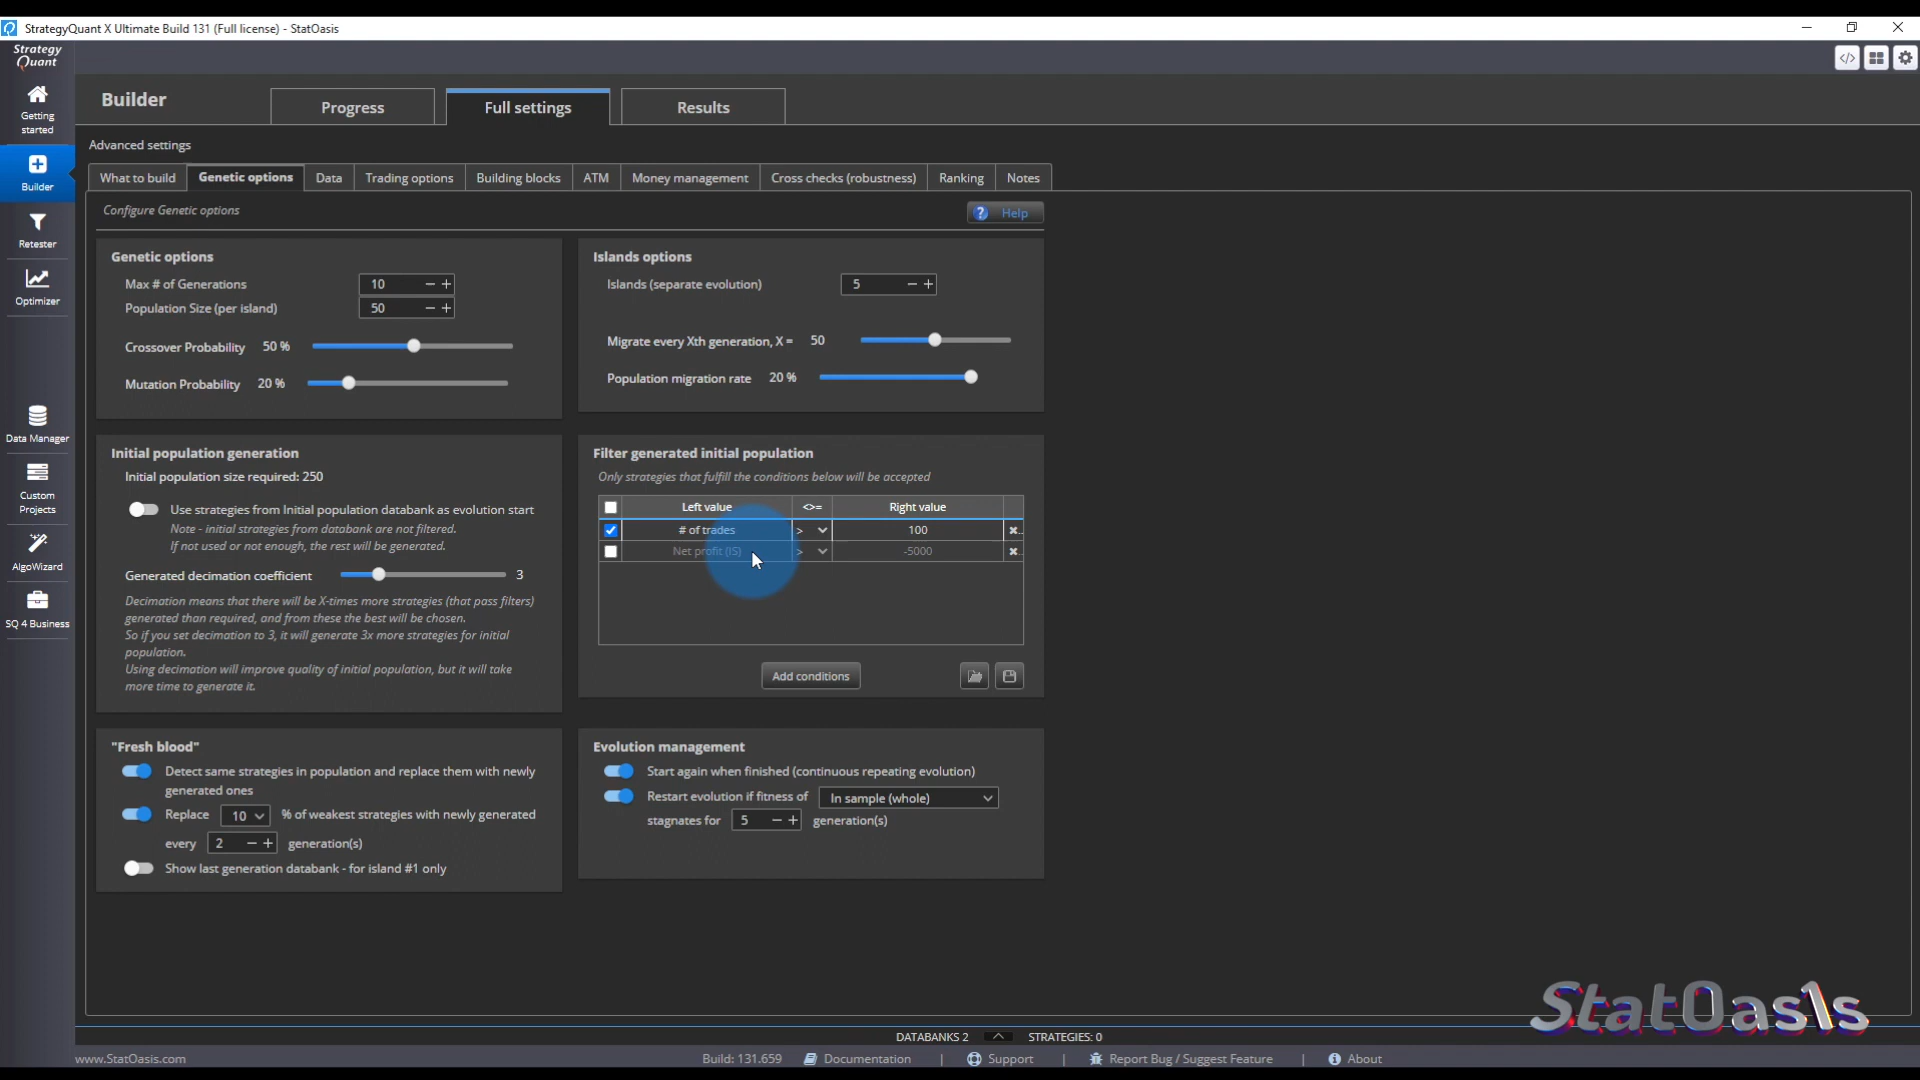 StrategyQuant X Ultimate Build 131 (Full license) - StatOasis
Strategy
Quant
Getting
started
Builder
Retester
Optimizer
Data Manager
Custom
Projects
AlgoWizard
SQ 4 Business
Builder
Progress
Full settings
Results
Advanced settings
What to build
Genetic options
Data
Trading options
Building blocks
ATM
Money management
Cross checks (robustness)
Ranking
Notes
Configure Genetic options
? Help
Genetic options
Max # of Generations 10 - +
Population Size (per island) 50 - +
Crossover Probability 50 %
Mutation Probability 20 %
Islands options
Islands (separate evolution) 5 - +
Migrate every Xth generation, X = 50
Population migration rate 20 %
Initial population generation
Initial population size required: 250
Use strategies from Initial population databank as evolution start
Note - initial strategies from databank are not filtered.
If not used or not enough, the rest will be generated.
Generated decimation coefficient 3
Decimation means that there will be X-times more strategies (that pass filters)
generated than required, and from these the best will be chosen.
So if you set decimation to 3, it will generate 3x more strategies for initial
population.
Using decimation will improve quality of initial population, but it will take
more time to generate it.
Filter generated initial population
Only strategies that fulfill the conditions below will be accepted
Left value <>= Right value
# of trades > 100
Net profit (IS) > -5000
Add conditions
"Fresh blood"
Detect same strategies in population and replace them with newly
generated ones
Replace 10 % of weakest strategies with newly generated
every 2 - + generation(s)
Show last generation databank - for island #1 only
Evolution management
Start again when finished (continuous repeating evolution)
Restart evolution if fitness of In sample (whole)
stagnates for 5 - + generation(s)
StatOas1s
DATABANKS 2 STRATEGIES: 0
www.StatOasis.com
Build: 131.659
Documentation | Support | Report Bug / Suggest Feature | About